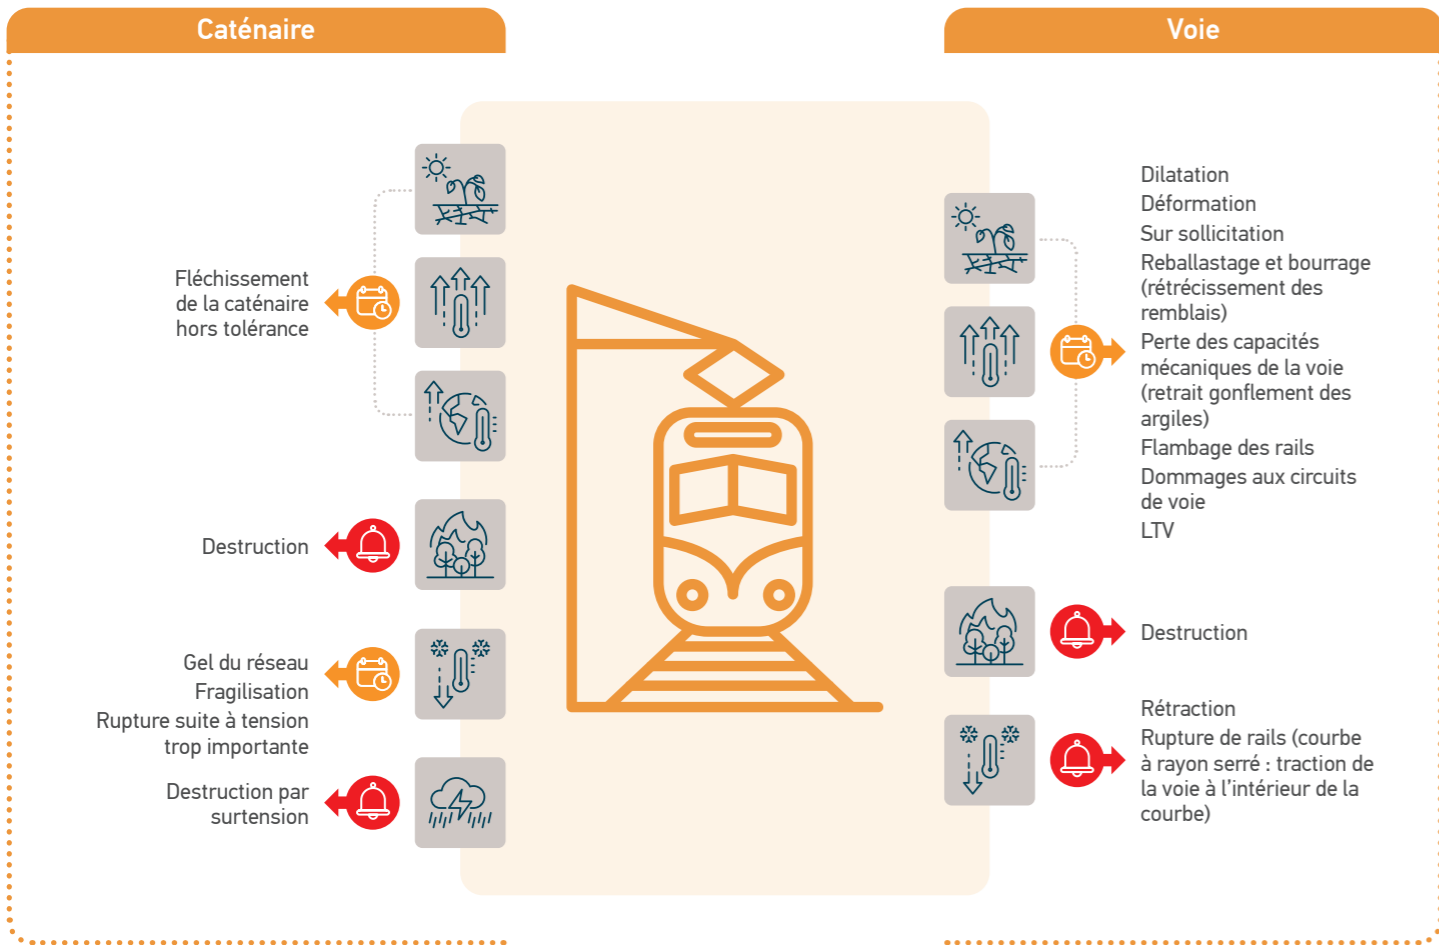 Caténaire
Fléchissement
de la caténaire
hors tolérance
Destruction
Gel du réseau
Fragilisation
Rupture suite à tension
trop importante
Destruction par
surtension
Voie
Dilatation
Déformation
Sur sollicitation
Reballastage et bourrage
(rétrécissement des
remblais)
Perte des capacités
mécaniques de la voie
(retrait gonflement des
argiles)
Flambage des rails
Dommages aux circuits
de voie
LTV
Destruction
Rétraction
Rupture de rails (courbe
à rayon serré : traction de
la voie à l’intérieur de la
courbe)